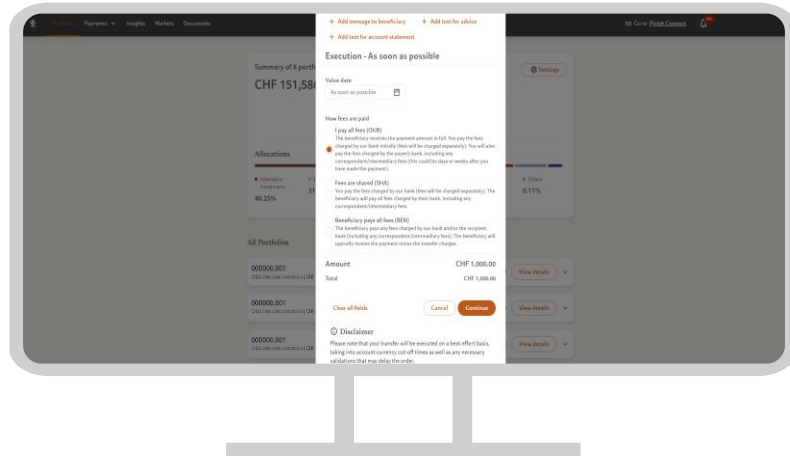 Portfolios Payments Insights Markets Documents
Go to Pictet Connect
Summary of 8 portf
CHF 151,58
Settings
Allocations
Alternative
Investments
40.25%
31
Others
0.11%
All Portfolios
000000.001
View details
000000.001
View details
000000.001
View details
+ Add message to beneficiary + Add text for advice
+ Add text for account statement
Execution - As soon as possible
Value date
As soon as possible
How fees are paid
I pay all fees (OUR)
The beneficiary receives the payment amount in full. You pay the fees
charged by our bank initially (fees will be charged separately). You will also
pay the fees charged by the payee's bank, including any
correspondent/intermediary fees (this could be days or weeks after you
have made the payment).
Fees are shared (SHA)
You pay the fees charged by our bank (fees will be charged separately). The
beneficiary will pay all fees charged by their bank, including any
correspondent/intermediary fees.
Beneficiary pays all fees (BEN)
The beneficiary pays any fees charged by our bank and/or the recipient
bank (including any correspondent/intermediary fees). The beneficiary will
typically receive the payment minus the transfer charges.
Amount CHF 1,000.00
Total CHF 1,000.00
Clear all fields Cancel Continue
Disclaimer
Please note that your transfer will be executed on a best-effort basis,
taking into account currency cut-off times as well as any necessary
validations that may delay the order.